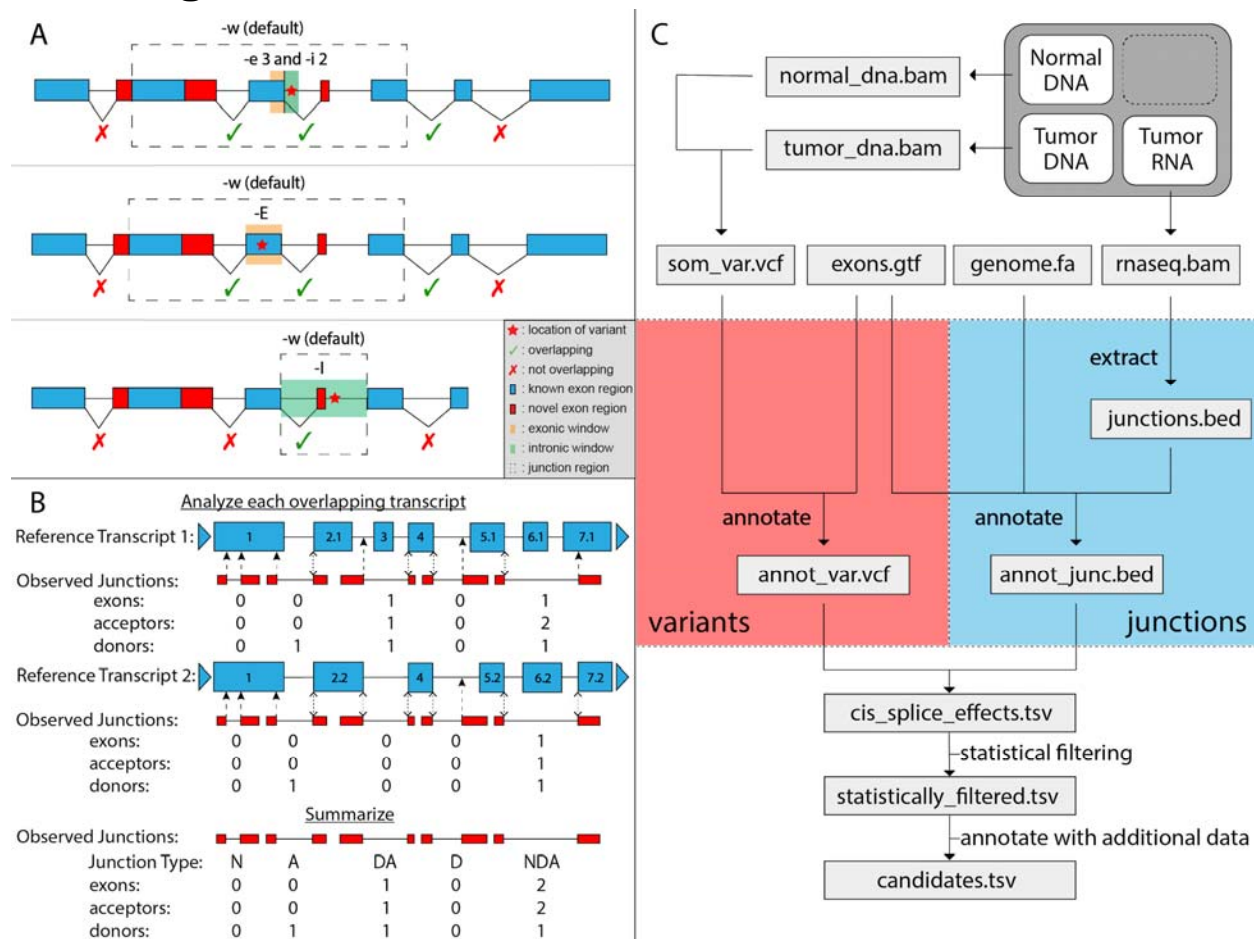 A
-w (default)
-e 3 and -i 2
-w (default)
-E
-w (default)
-I
: location of variant
: overlapping
: not overlapping
: known exon region
: novel exon region
: exonic window
: intronic window
: junction region
B
Analyze each overlapping transcript
Reference Transcript 1: 1 2.1 3 4 5.1 6.1 7.1
Observed Junctions:
exons: 0 0 1 0 1
acceptors: 0 0 1 0 2
donors: 0 1 1 0 1
Reference Transcript 2: 1 2.2 4 5.2 6.2 7.2
Observed Junctions:
exons: 0 0 0 0 1
acceptors: 0 0 0 0 1
donors: 0 1 0 0 1
Summarize
Observed Junctions:
Junction Type: N A DA D NDA
exons: 0 0 1 0 2
acceptors: 0 0 1 0 2
donors: 0 1 1 0 1
C
Normal
DNA
Tumor
DNA
Tumor
RNA
normal_dna.bam
tumor_dna.bam
som_var.vcf
exons.gtf
genome.fa
rnaseq.bam
extract
junctions.bed
annotate
annotate
annot_var.vcf
annot_junc.bed
variants
junctions
cis_splice_effects.tsv
statistical filtering
statistically_filtered.tsv
annotate with additional data
candidates.tsv